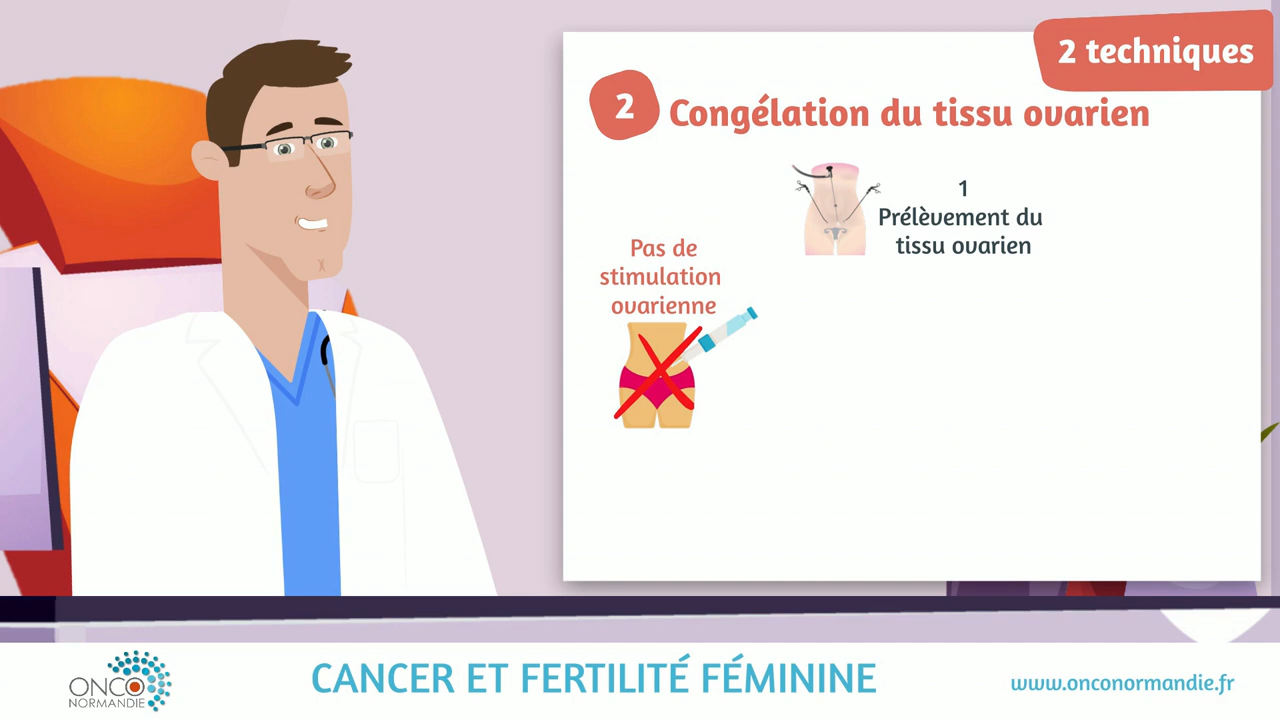 2 techniques
2
Congélation du tissu ovarien
1
Prélèvement du
tissu ovarien
Pas de
stimulation
ovarienne
ONCO
NORMANDIE
CANCER ET FERTILITÉ FÉMININE
www.onconormandie.fr